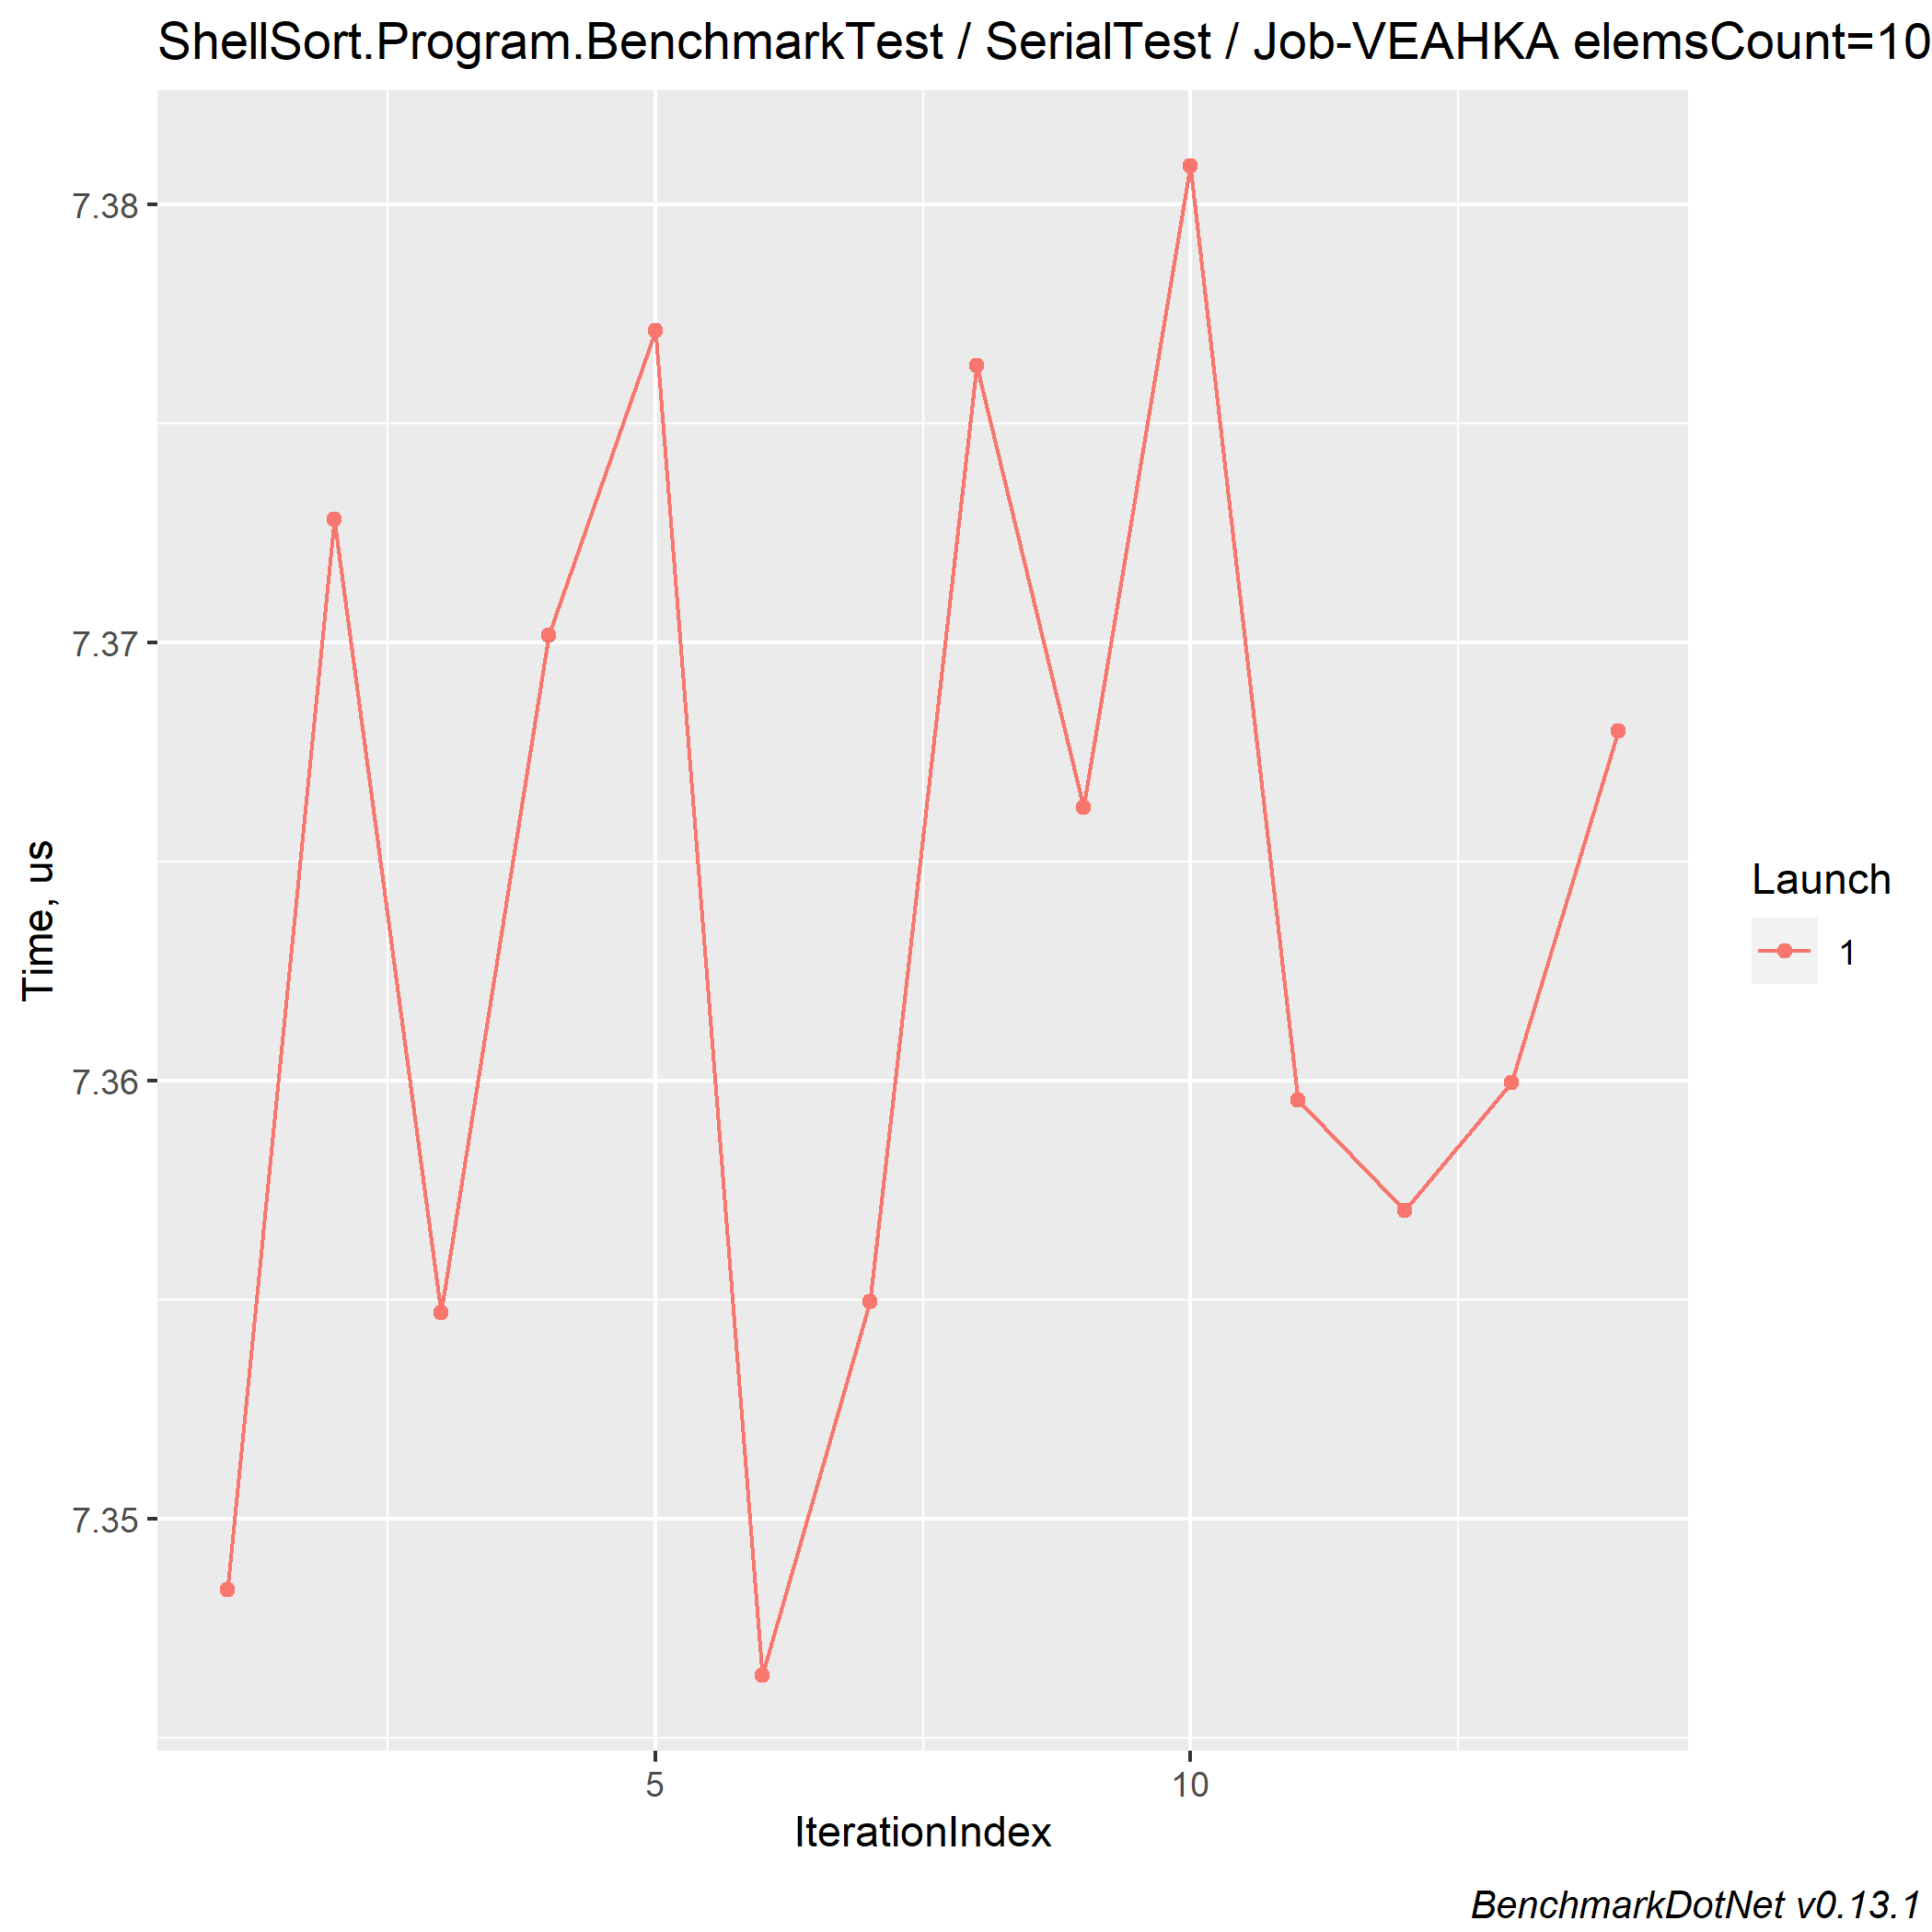 ShellSort.Program.BenchmarkTest / SerialTest / Job-VEAHKA elemsCount=10
7.38
7.37
7.36
7.35
Time, us
5
10
IterationIndex
Launch
1
BenchmarkDotNet v0.13.1